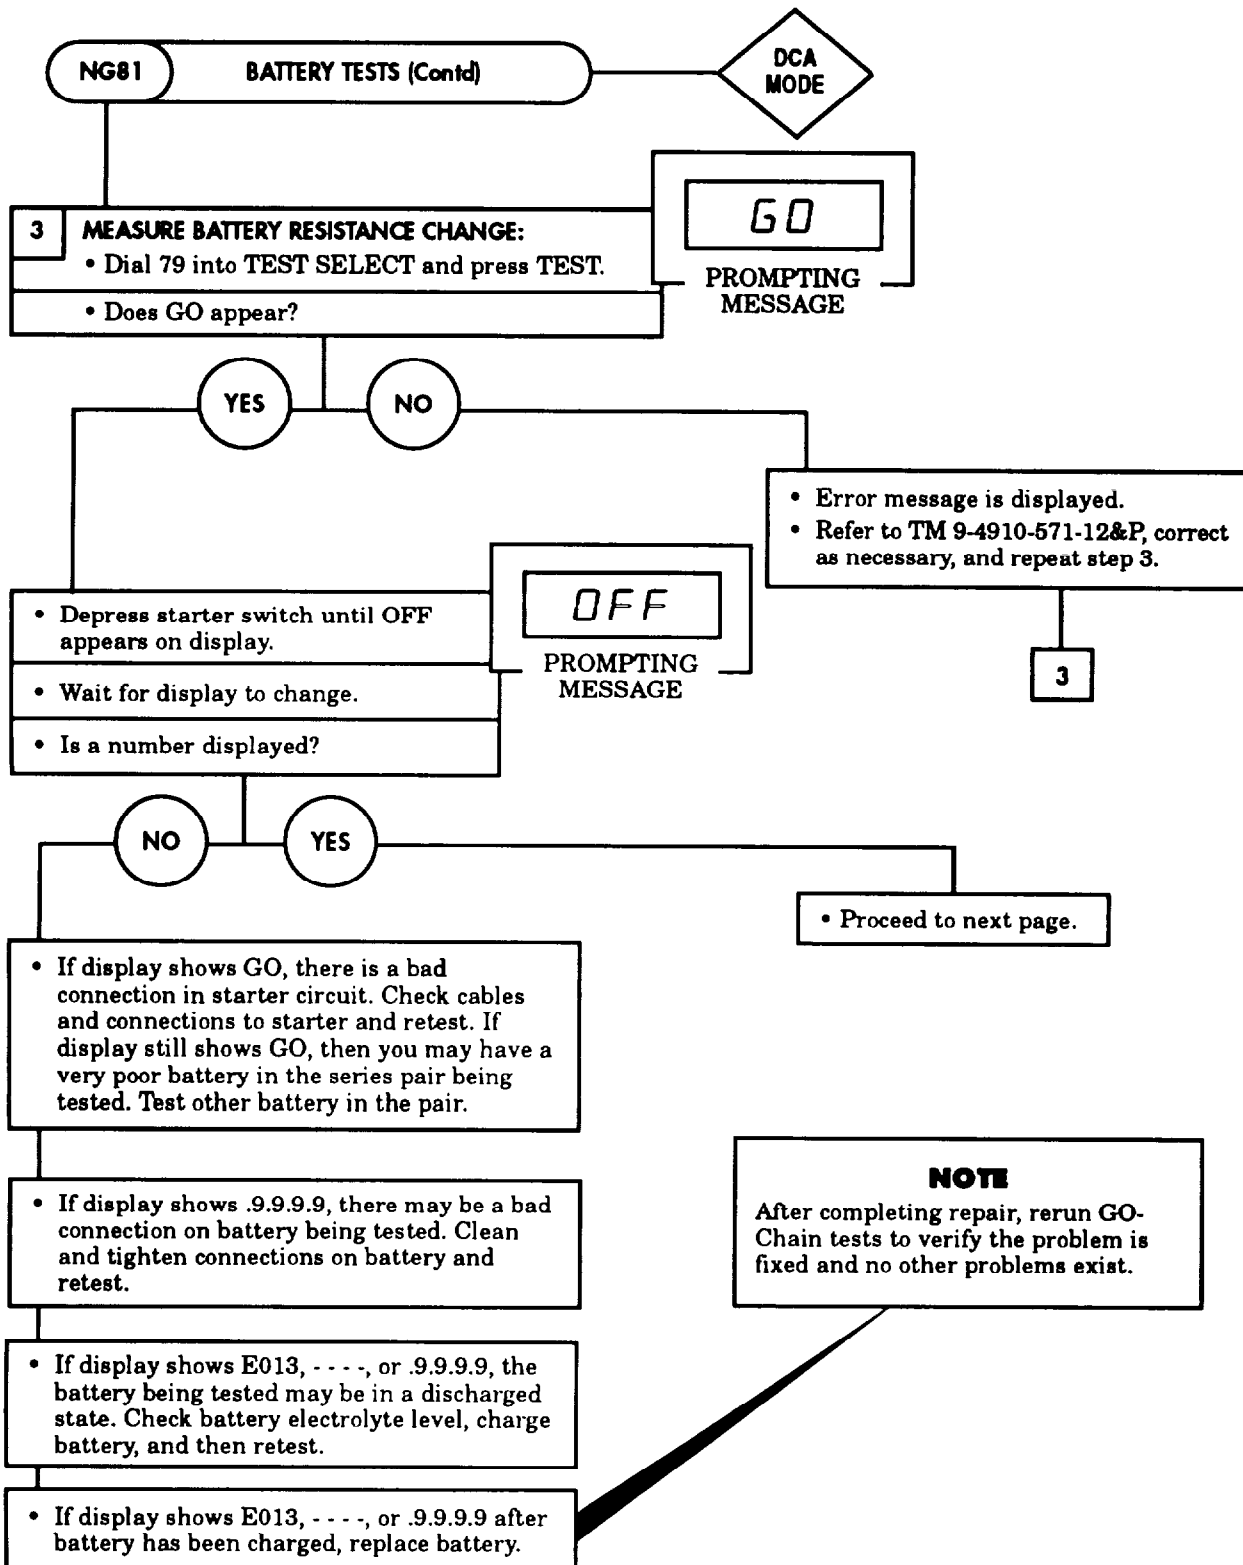 NG81 BATTERY TESTS (Contd)
DCA
MODE
GO
PROMPTING
MESSAGE
3 MEASURE BATTERY RESISTANCE CHANGE:
• Dial 79 into TEST SELECT and press TEST.
• Does GO appear?
YES NO
• Error message is displayed.
• Refer to TM 9-4910-571-12&P, correct
as necessary, and repeat step 3.
3
• Depress starter switch until OFF
appears on display.
• Wait for display to change.
• Is a number displayed?
OFF
PROMPTING
MESSAGE
NO YES
• Proceed to next page.
• If display shows GO, there is a bad
connection in starter circuit. Check cables
and connections to starter and retest. If
display still shows GO, then you may have a
very poor battery in the series pair being
tested. Test other battery in the pair.
• If display shows .9.9.9.9, there may be a bad
connection on battery being tested. Clean
and tighten connections on battery and
retest.
• If display shows E013, - - - -, or .9.9.9.9, the
battery being tested may be in a discharged
state. Check battery electrolyte level, charge
battery, and then retest.
• If display shows E013, - - - -, or .9.9.9.9 after
battery has been charged, replace battery.
NOTE
After completing repair, rerun GO-
Chain tests to verify the problem is
fixed and no other problems exist.